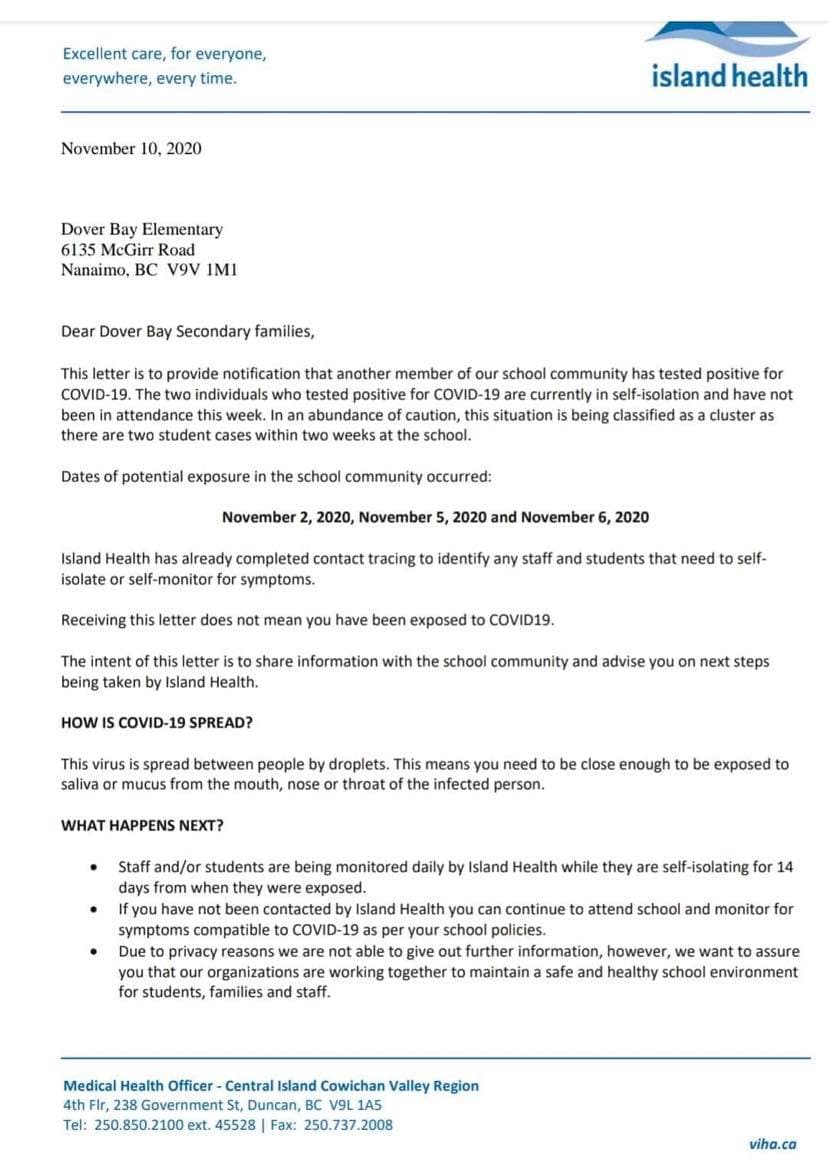 Excellent care, for everyone,
everywhere, every time.
island health
November 10, 2020
Dover Bay Elementary
6135 McGirr Road
Nanaimo, BC  V9V 1M1
Dear Dover Bay Secondary families,
This letter is to provide notification that another member of our school community has tested positive for
COVID-19. The two individuals who tested positive for COVID-19 are currently in self-isolation and have not
been in attendance this week. In an abundance of caution, this situation is being classified as a cluster as
there are two student cases within two weeks at the school.
Dates of potential exposure in the school community occurred:
November 2, 2020, November 5, 2020 and November 6, 2020
Island Health has already completed contact tracing to identify any staff and students that need to self-
isolate or self-monitor for symptoms.
Receiving this letter does not mean you have been exposed to COVID19.
The intent of this letter is to share information with the school community and advise you on next steps
being taken by Island Health.
HOW IS COVID-19 SPREAD?
This virus is spread between people by droplets. This means you need to be close enough to be exposed to
saliva or mucus from the mouth, nose or throat of the infected person.
WHAT HAPPENS NEXT?
• Staff and/or students are being monitored daily by Island Health while they are self-isolating for 14
days from when they were exposed.
• If you have not been contacted by Island Health you can continue to attend school and monitor for
symptoms compatible to COVID-19 as per your school policies.
• Due to privacy reasons we are not able to give out further information, however, we want to assure
you that our organizations are working together to maintain a safe and healthy school environment
for students, families and staff.
Medical Health Officer - Central Island Cowichan Valley Region
4th Flr, 238 Government St, Duncan, BC  V9L 1A5
Tel:  250.850.2100 ext. 45528 | Fax:  250.737.2008
viha.ca